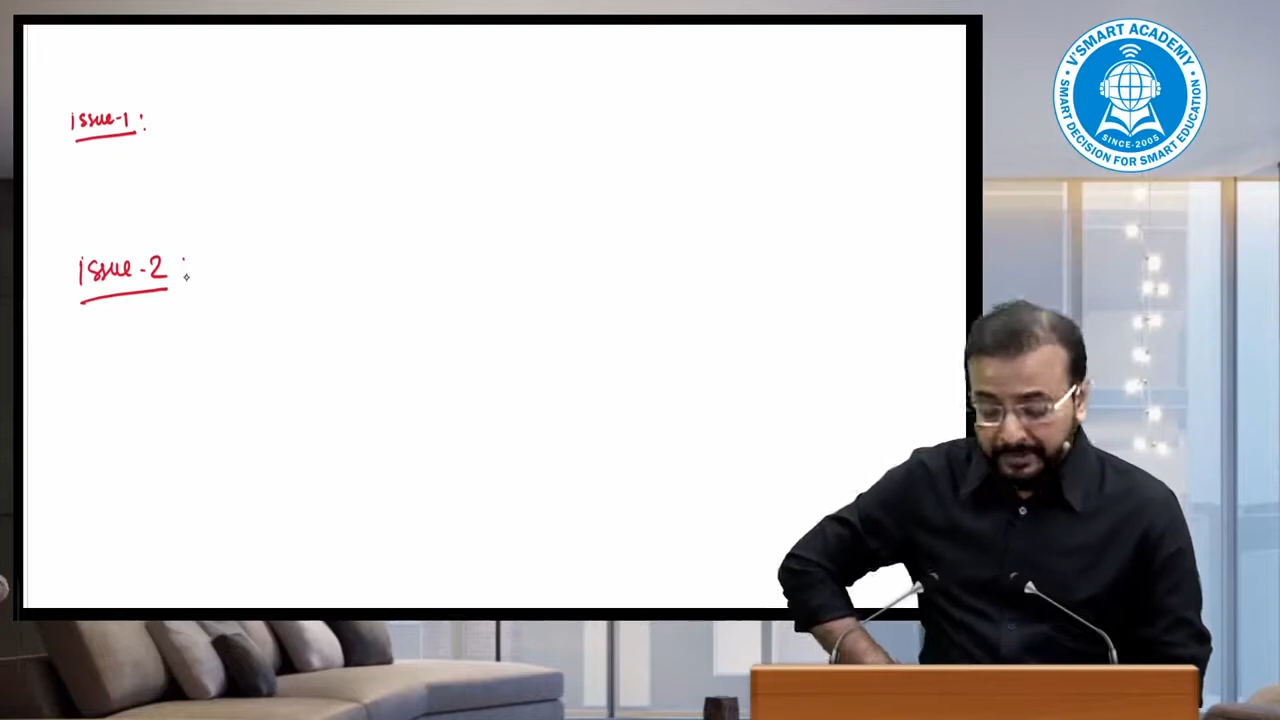 issue-1 :
issue-2 :
V'SMART ACADEMY
SMART DECISION FOR SMART EDUCATION
SINCE-2005